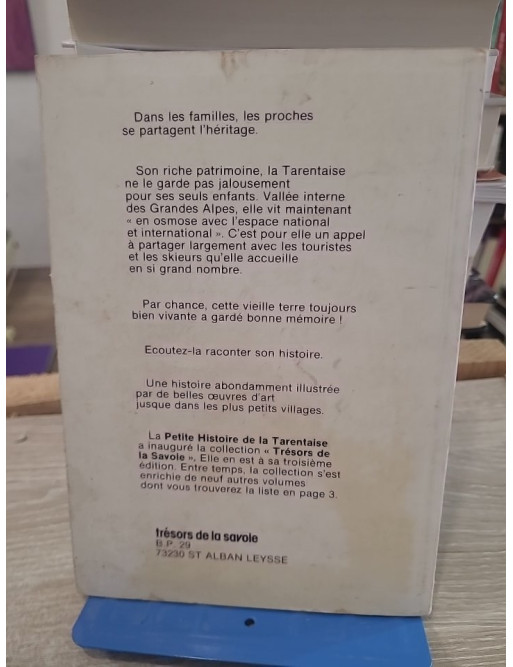 Dans les familles, les proches
se partagent l'héritage.
Son riche patrimoine, la Tarentaise
ne le garde pas jalousement
pour ses seuls enfants. Vallée interne
des Grandes Alpes, elle vit maintenant
« en osmose avec l'espace national
et international ». C'est pour elle un appel
à partager largement avec les touristes
et les skieurs qu'elle accueille
en si grand nombre.
Par chance, cette vieille terre toujours
bien vivante a gardé bonne mémoire !
Ecoutez-la raconter son histoire.
Une histoire abondamment illustrée
par de belles œuvres d'art
jusque dans les plus petits villages.
La Petite Histoire de la Tarentaise
a inauguré la collection « Trésors de
la Savoie ». Elle en est à sa troisième
édition. Entre temps, la collection s'est
enrichie de neuf autres volumes
dont vous trouverez la liste en page 3.
trésors de la savoie
B.P. 29
73230 ST ALBAN LEYSSE